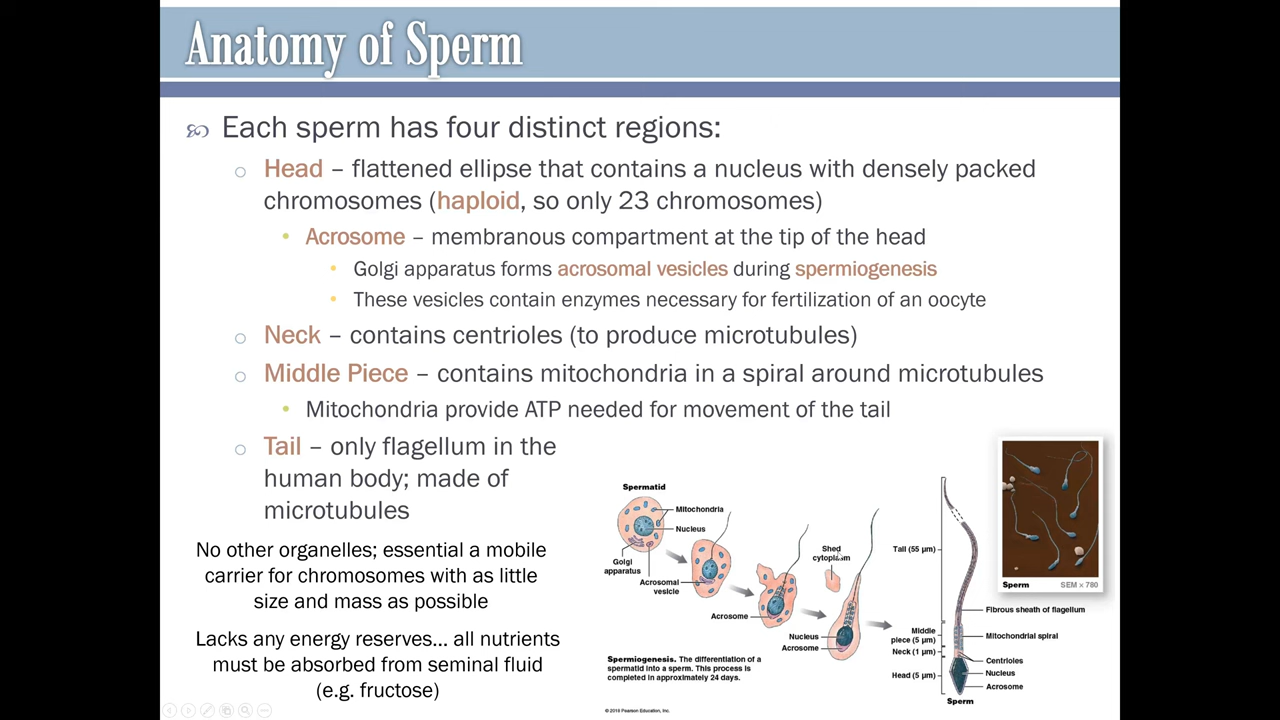 Anatomy of Sperm
Each sperm has four distinct regions:
Head – flattened ellipse that contains a nucleus with densely packed
chromosomes (haploid, so only 23 chromosomes)
Acrosome – membranous compartment at the tip of the head
Golgi apparatus forms acrosomal vesicles during spermiogenesis
These vesicles contain enzymes necessary for fertilization of an oocyte
Neck – contains centrioles (to produce microtubules)
Middle Piece – contains mitochondria in a spiral around microtubules
Mitochondria provide ATP needed for movement of the tail
Tail – only flagellum in the
human body; made of
microtubules
No other organelles; essential a mobile
carrier for chromosomes with as little
size and mass as possible
Lacks any energy reserves... all nutrients
must be absorbed from seminal fluid
(e.g. fructose)
Spermatid
Mitochondria
Nucleus
Golgi
apparatus
Acrosomal
vesicle
Acrosome
Shed
cytoplasm
Nucleus
Acrosome
Spermiogenesis. The differentiation of a
spermatid into a sperm. This process is
completed in approximately 24 days.
© 2016 Pearson Education, Inc.
Tail (55 µm)
Middle
piece (5 µm)
Neck (1 µm)
Head (5 µm)
Fibrous sheath of flagellum
Mitochondrial spiral
Centrioles
Nucleus
Acrosome
Sperm
Sperm SEM x 780